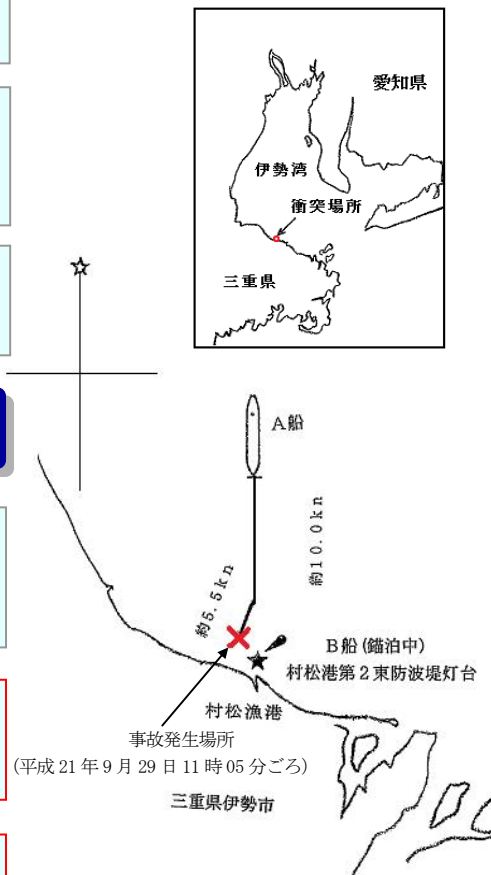 愛知県
伊勢湾
衝突場所
三重県
A船
約10.0kn
約5.5kn
B船(錨泊中)
村松港第2東防波堤灯台
村松漁港
事故発生場所
(平成21年9月29日11時05分ごろ)
三重県伊勢市